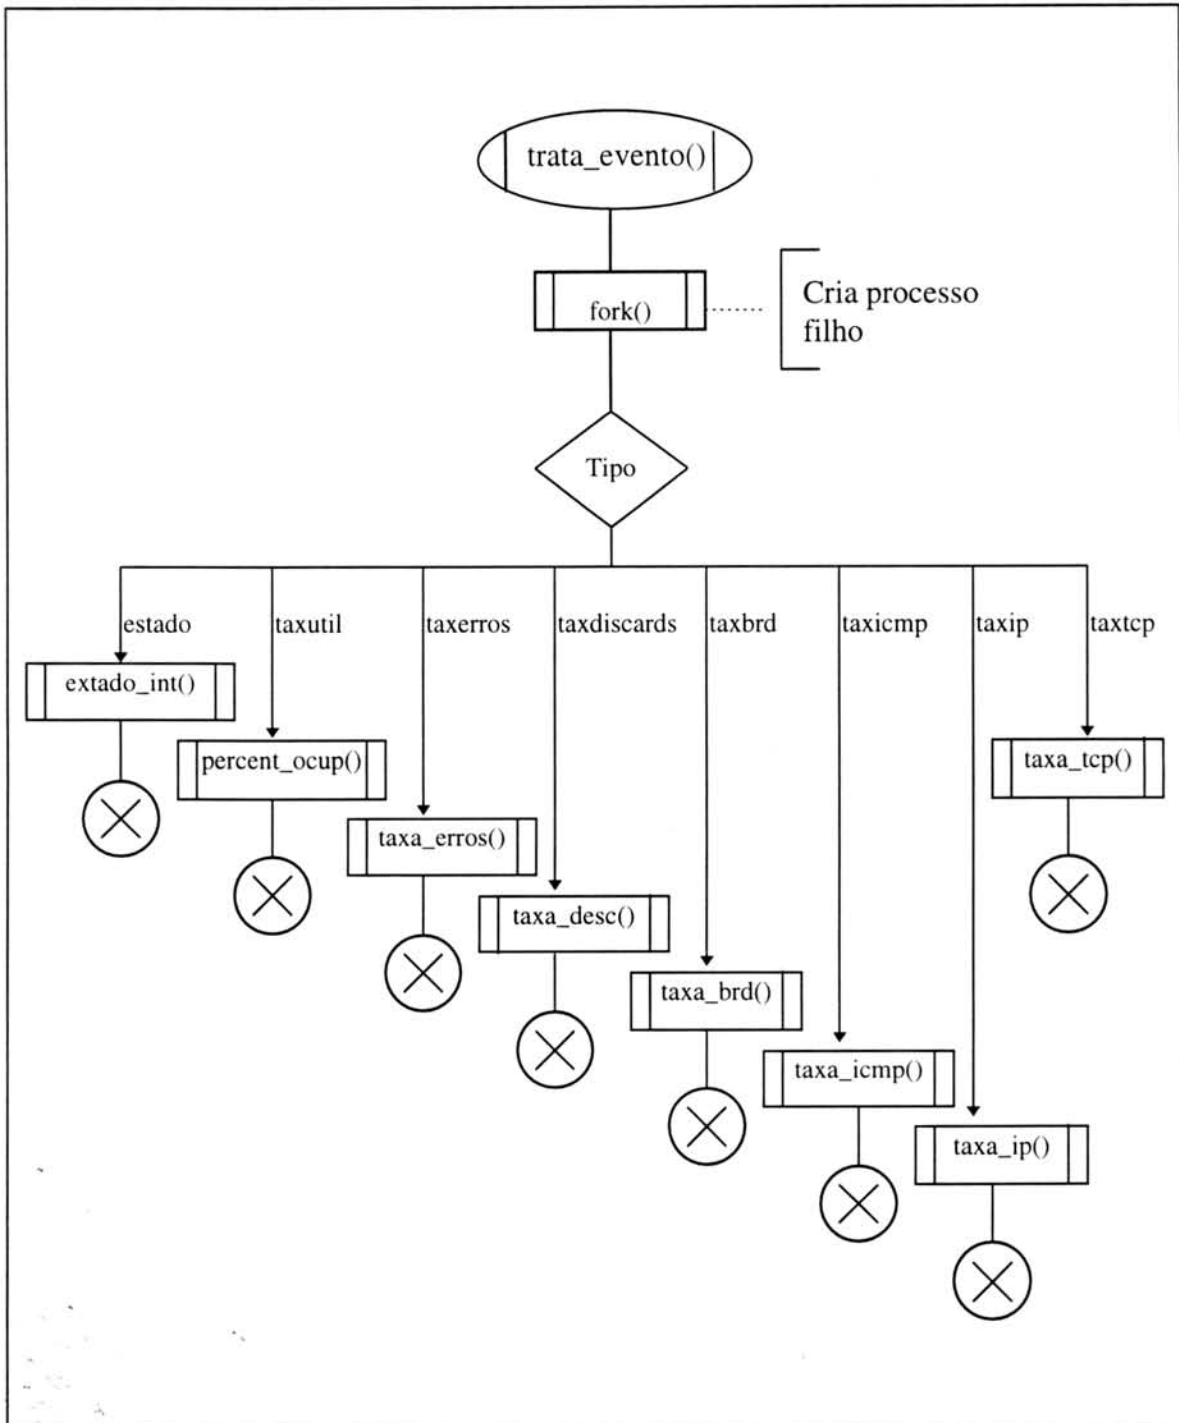 trata_evento()
fork()
Cria processo
filho
Tipo
estado
taxutil
taxerros
taxdiscards
taxbrd
taxicmp
taxip
taxtcp
extado_int()
percent_ocup()
taxa_tcp()
taxa_erros()
taxa_desc()
taxa_brd()
taxa_icmp()
taxa_ip()